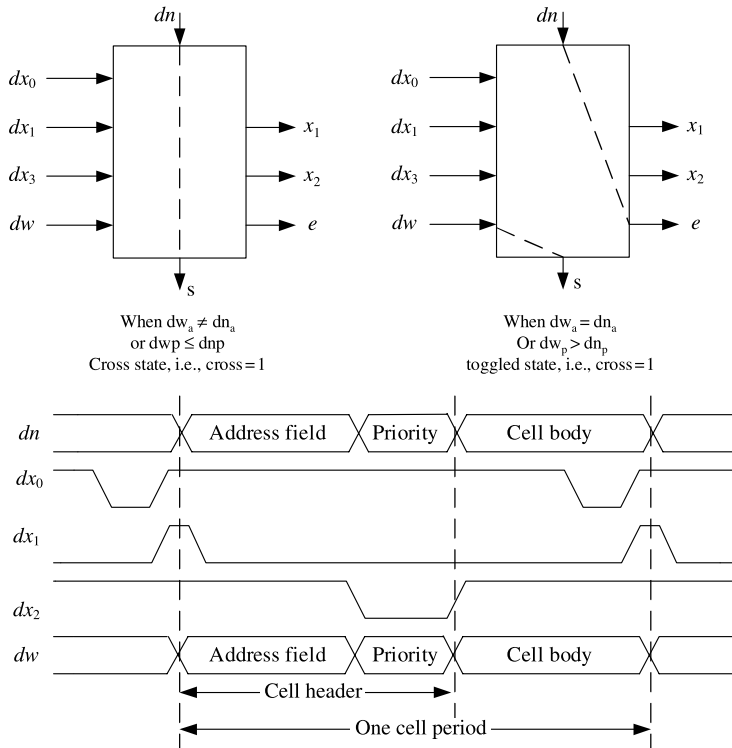 dn dn
dx0 dx0
dx1 x1 dx1 x1
dx3 x2 dx3 x2
dw e dw e
s s
When dwa ≠ dna
or dwp ≤ dnp
Cross state, i.e., cross = 1
When dwa = dna
Or dwp > dnp
toggled state, i.e., cross = 1
dn Address field Priority Cell body
dx0
dx1
dx2
dw Address field Priority Cell body
Cell header
One cell period